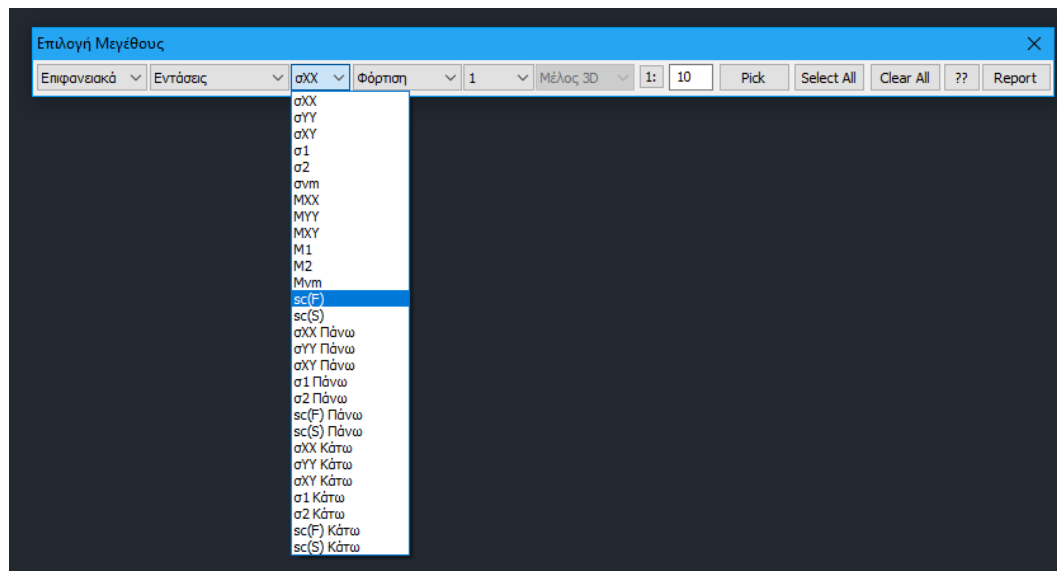 Επιλογή Μεγέθους
Επιφανειακά Εντάσεις σXX Φόρτιση 1 Μέλος 3D 1: 10 Pick Select All Clear All ?? Report
σXX
σYY
σXY
σ1
σ2
σvm
MXX
MYY
MXY
M1
M2
Mvm
sc(F)
sc(S)
σXX Πάνω
σYY Πάνω
σXY Πάνω
σ1 Πάνω
σ2 Πάνω
sc(F) Πάνω
sc(S) Πάνω
σXX Κάτω
σYY Κάτω
σXY Κάτω
σ1 Κάτω
σ2 Κάτω
sc(F) Κάτω
sc(S) Κάτω